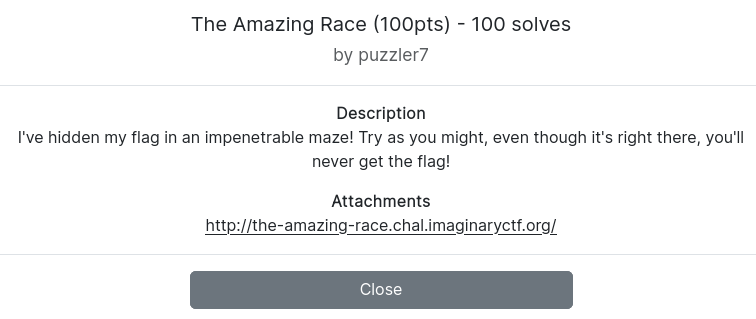 The Amazing Race (100pts) - 100 solves
by puzzler7
Description
I've hidden my flag in an impenetrable maze! Try as you might, even though it's right there, you'll
never get the flag!
Attachments
http://the-amazing-race.chal.imaginaryctf.org/
Close